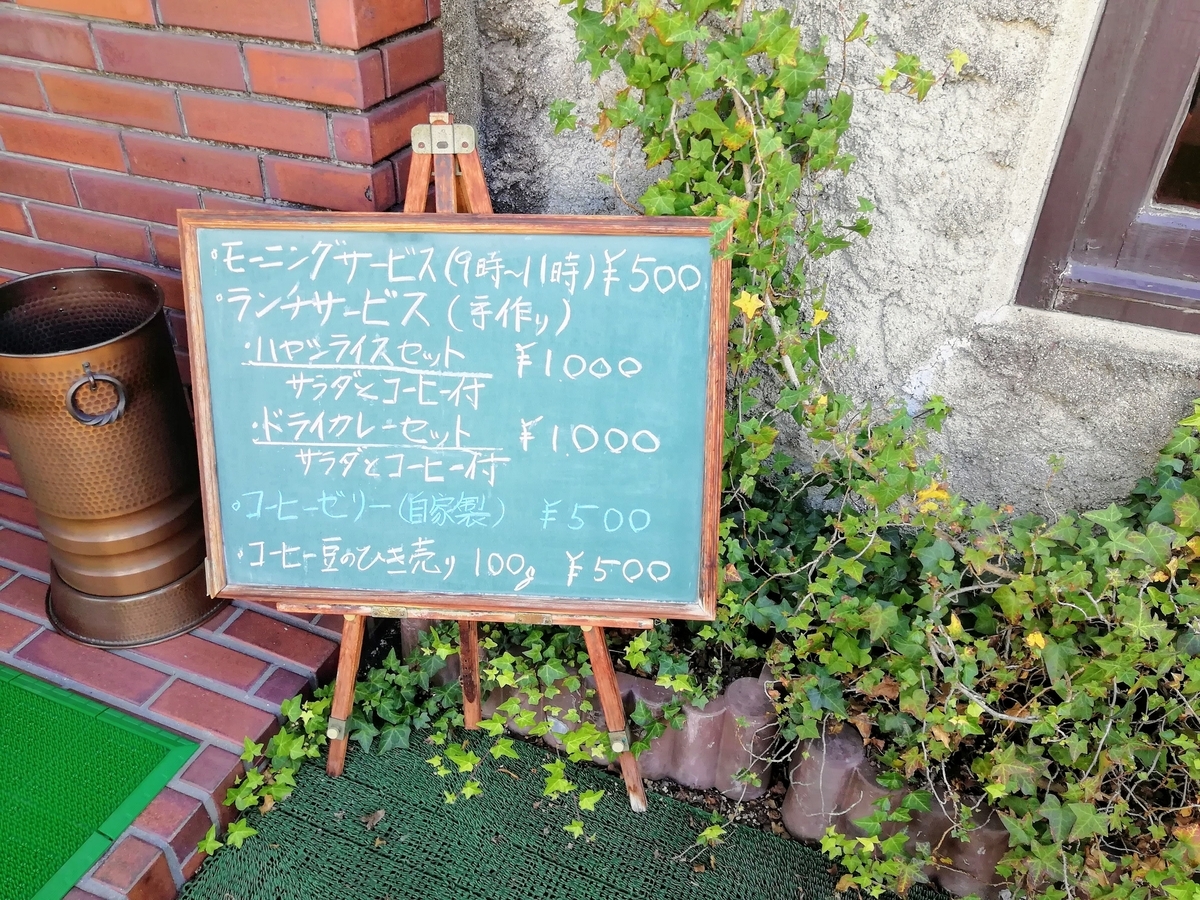 ・モーニングサービス(9時~11時)¥500
・ランチサービス(手作り)
・ハヤシライスセット ¥1.000
サラダとコーヒー付
・ドライカレーセット ¥1.000
サラダとコーヒー付
・コーヒーゼリー(自家製) ¥500
・コーヒー豆のひき売り 100g ¥500